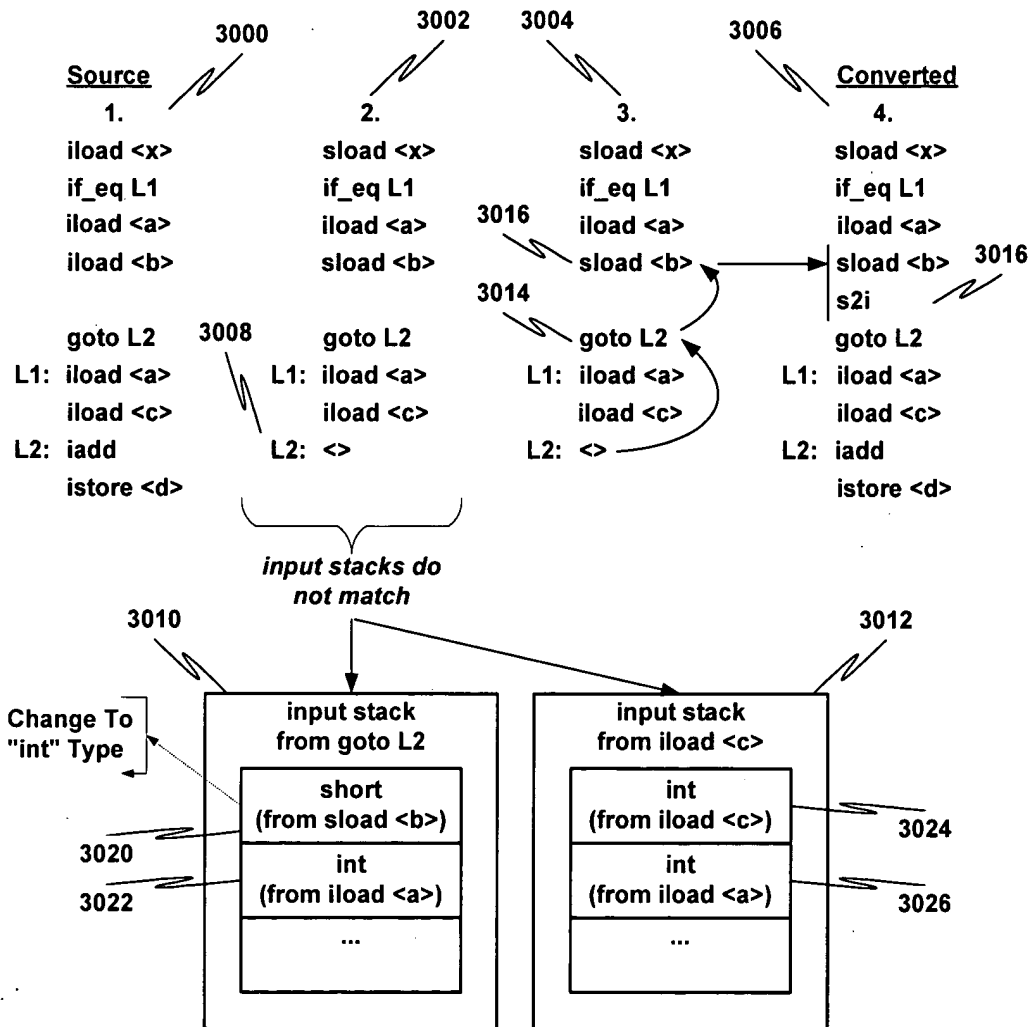 3000
3002
3004
3006
Source
1.
iload <x>
if_eq L1
iload <a>
iload <b>
goto L2
L1: iload <a>
iload <c>
L2: iadd
istore <d>
2.
sload <x>
if_eq L1
iload <a>
sload <b>
3008
goto L2
L1: iload <a>
iload <c>
L2: <>
3.
sload <x>
if_eq L1
iload <a>
3016
sload <b>
3014
goto L2
L1: iload <a>
iload <c>
L2: <>
Converted
4.
sload <x>
if_eq L1
iload <a>
sload <b>
3016
s2i
goto L2
L1: iload <a>
iload <c>
L2: iadd
istore <d>
input stacks do
not match
3010
3012
Change To
"int" Type
input stack
from goto L2
short
(from sload <b>)
3020
int
(from iload <a>)
3022
...
input stack
from iload <c>
int
(from iload <c>)
3024
int
(from iload <a>)
3026
...